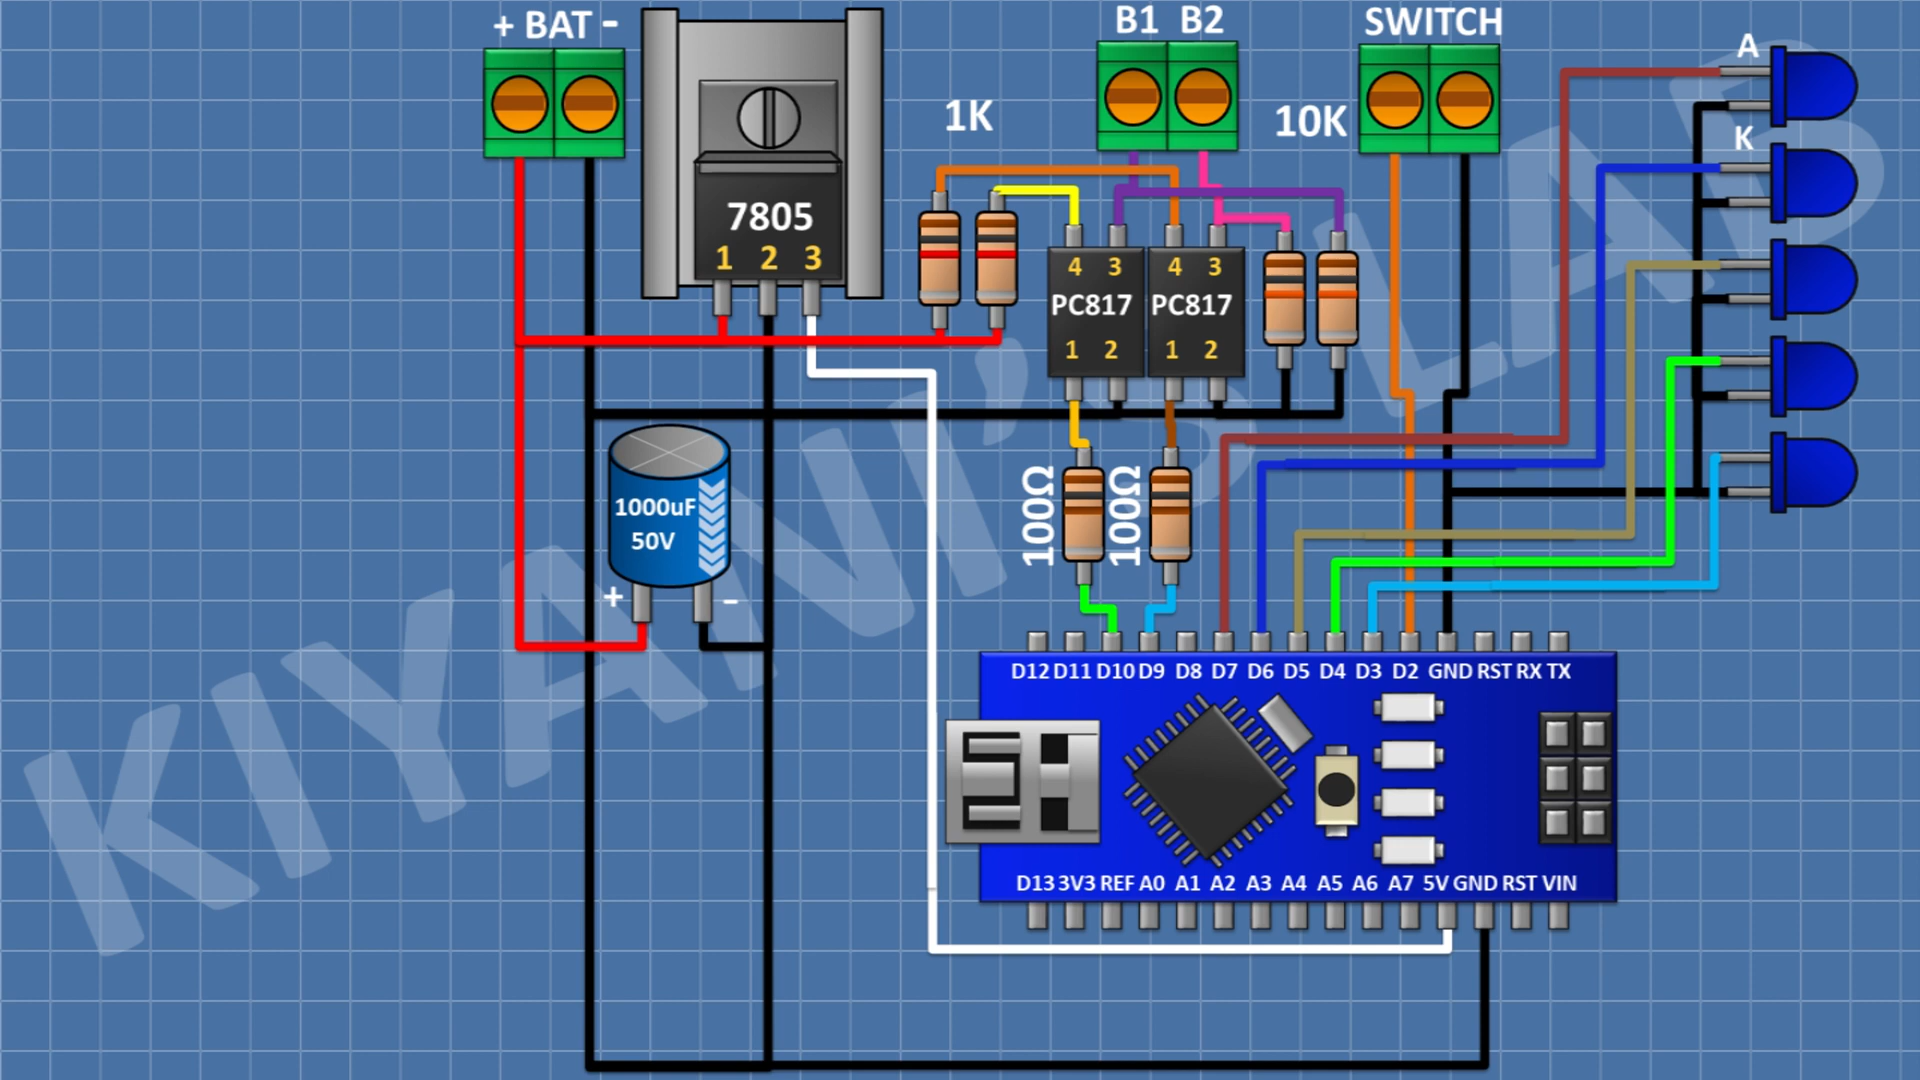 + BAT -
B1 B2
SWITCH
A
1K
10K
K
7805
1 2 3
4 3
PC817
1 2
4 3
PC817
1 2
1000uF
50V
+ -
100Ω
100Ω
D12 D11 D10 D9 D8 D7 D6 D5 D4 D3 D2 GND RST RX TX
D13 3V3 REF A0 A1 A2 A3 A4 A5 A6 A7 5V GND RST VIN
KIYANI'S LAB